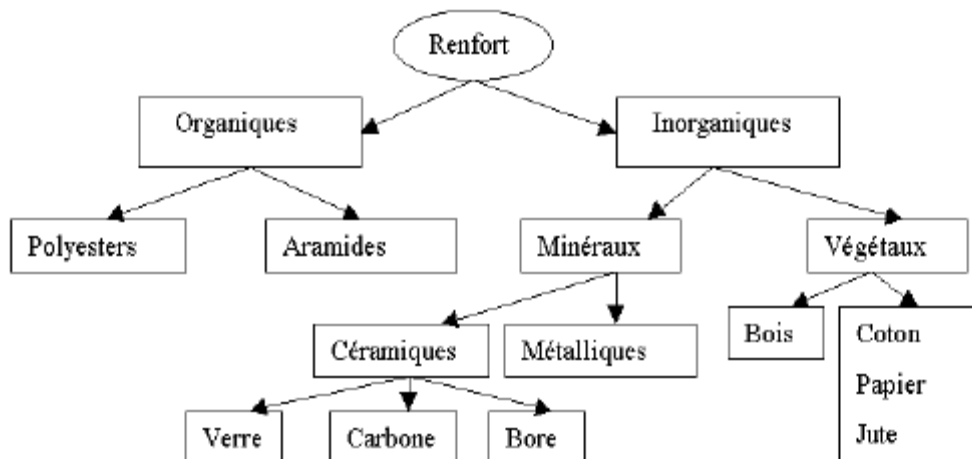 Renfort
Organiques
Inorganiques
Polyesters
Aramides
Minéraux
Végétaux
Céramiques
Métalliques
Bois
Coton
Papier
Jute
Verre
Carbone
Bore